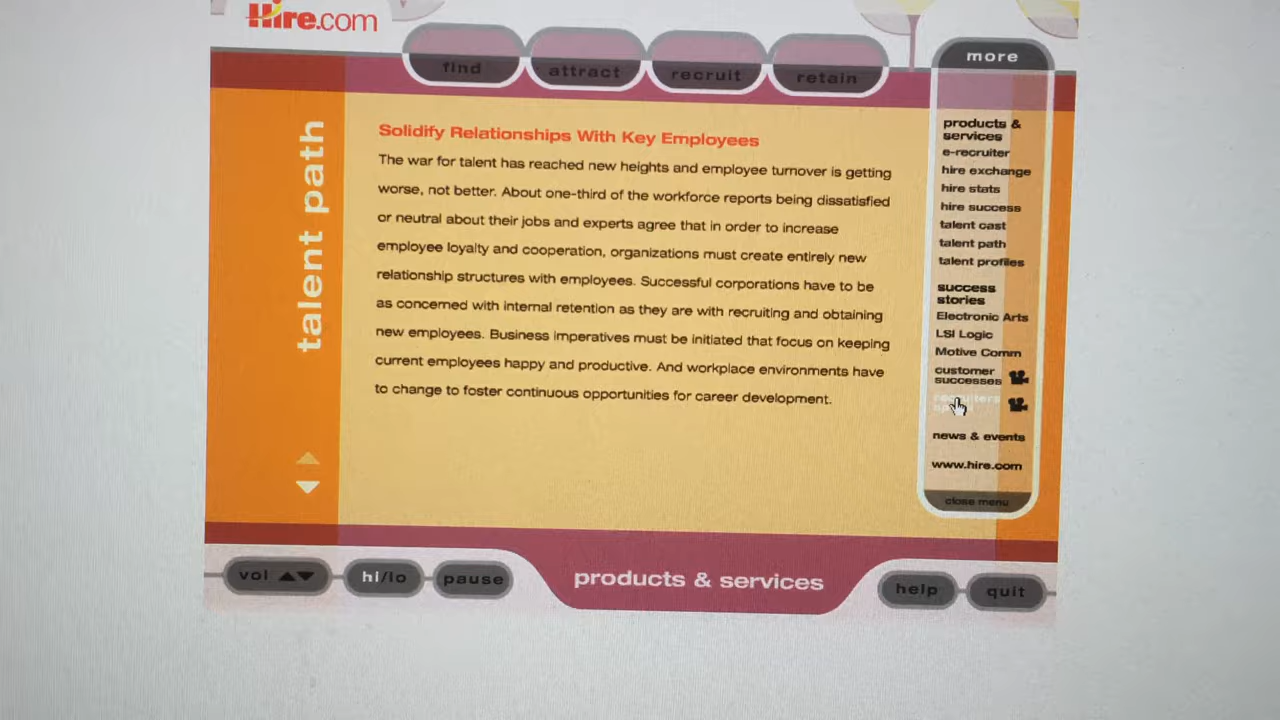 Hire.com
find
attract
recruit
retain
more
talent path
Solidify Relationships With Key Employees
The war for talent has reached new heights and employee turnover is getting
worse, not better. About one-third of the workforce reports being dissatisfied
or neutral about their jobs and experts agree that in order to increase
employee loyalty and cooperation, organizations must create entirely new
relationship structures with employees. Successful corporations have to be
as concerned with internal retention as they are with recruiting and obtaining
new employees. Business imperatives must be initiated that focus on keeping
current employees happy and productive. And workplace environments have
to change to foster continuous opportunities for career development.
products &
services
e-recruiter
hire exchange
hire stats
hire success
talent cast
talent path
talent profiles
success
stories
Electronic Arts
LSI Logic
Motive Comm
customer
successes
recruiters
news & events
www.hire.com
close menu
vol
hi/lo
pause
products & services
help
quit